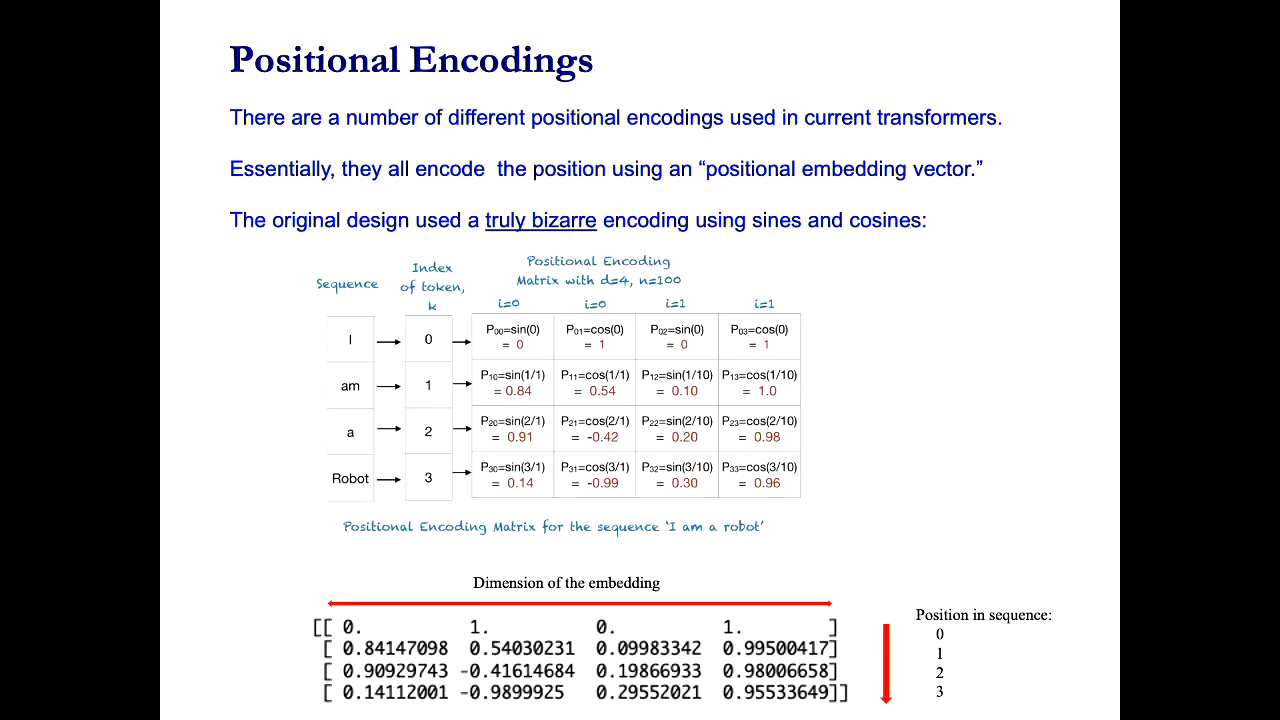 Positional Encodings
There are a number of different positional encodings used in current transformers.
Essentially, they all encode  the position using an “positional embedding vector.”
The original design used a truly bizarre encoding using sines and cosines:
Sequence
Index
of token,
k
Positional Encoding
Matrix with d=4, n=100
i=0 i=0 i=1 i=1
I 0 P00=sin(0) P01=cos(0) P02=sin(0) P03=cos(0)
= 0 = 1 = 0 = 1
am 1 P10=sin(1/1) P11=cos(1/1) P12=sin(1/10) P13=cos(1/10)
= 0.84 = 0.54 = 0.10 = 1.0
a 2 P20=sin(2/1) P21=cos(2/1) P22=sin(2/10) P23=cos(2/10)
= 0.91 = -0.42 = 0.20 = 0.98
Robot 3 P30=sin(3/1) P31=cos(3/1) P32=sin(3/10) P33=cos(3/10)
= 0.14 = -0.99 = 0.30 = 0.96
Positional Encoding Matrix for the sequence ‘I am a robot’
Dimension of the embedding
[[ 0. 1. 0. 1. ]
[ 0.84147098 0.54030231 0.09983342 0.99500417]
[ 0.90929743 -0.41614684 0.19866933 0.98006658]
[ 0.14112001 -0.9899925 0.29552021 0.95533649]]
Position in sequence:
0
1
2
3